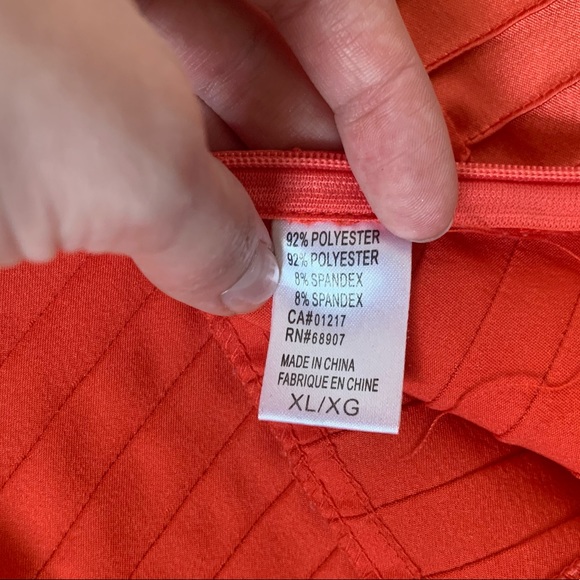 92% POLYESTER
92% POLYESTER
8% SPANDEX
8% SPANDEX
CA#01217
RN#68907
MADE IN CHINA
FABRIQUE EN CHINE
XL/XG